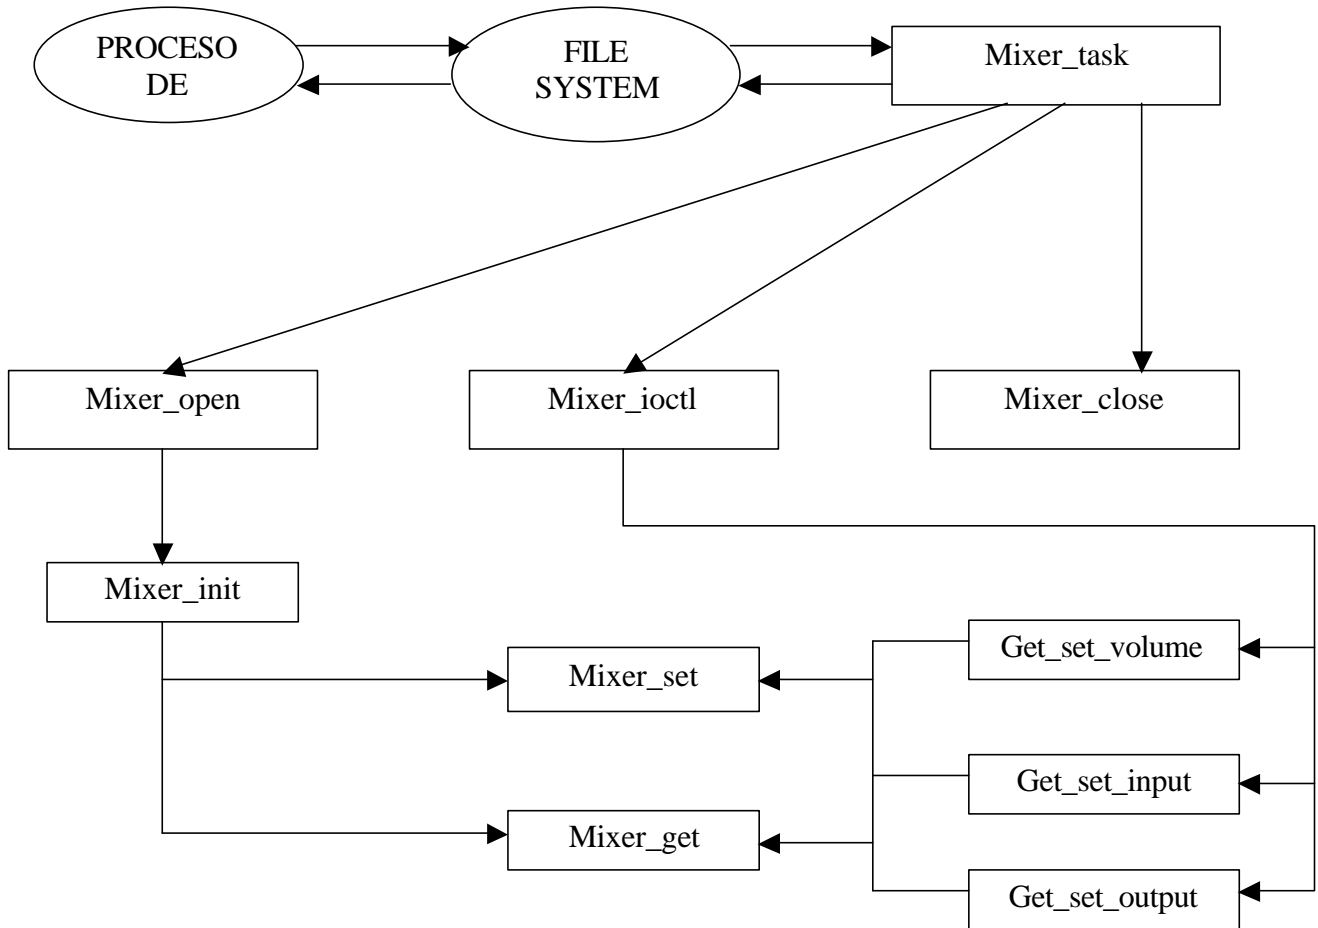 PROCESO
DE
FILE
SYSTEM
Mixer_task
Mixer_open
Mixer_ioctl
Mixer_close
Mixer_init
Get_set_volume
Mixer_set
Get_set_input
Mixer_get
Get_set_output